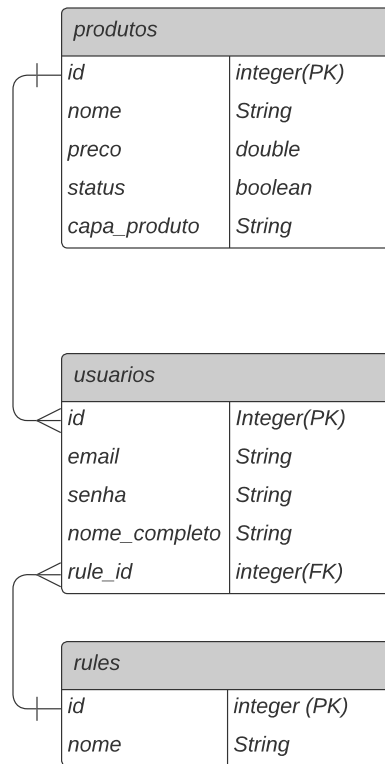 produtos
id integer(PK)
nome String
preco double
status boolean
capa_produto String
usuarios
id Integer(PK)
email String
senha String
nome_completo String
rule_id integer(FK)
rules
id integer (PK)
nome String